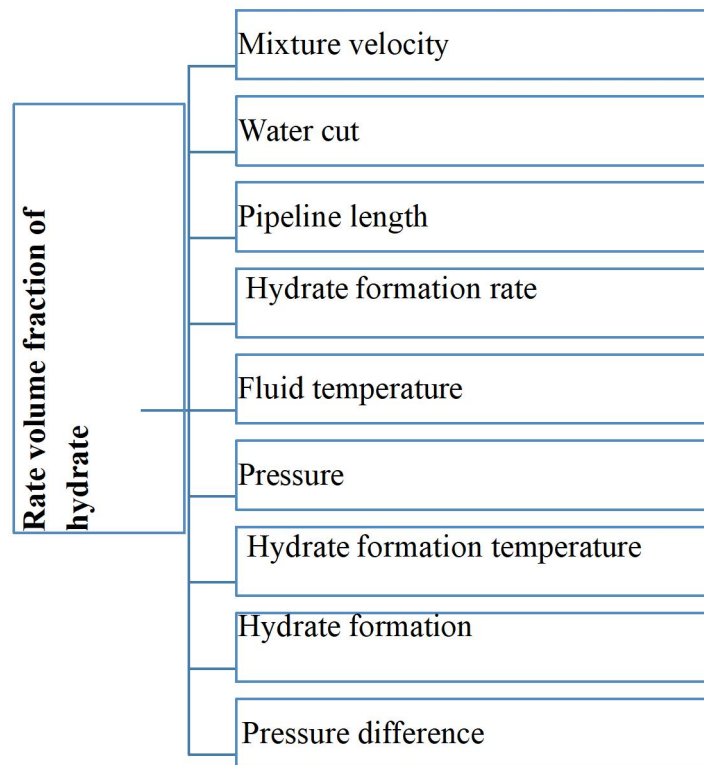 Rate volume fraction of
hydrate
Mixture velocity
Water cut
Pipeline length
Hydrate formation rate
Fluid temperature
Pressure
Hydrate formation temperature
Hydrate formation
Pressure difference